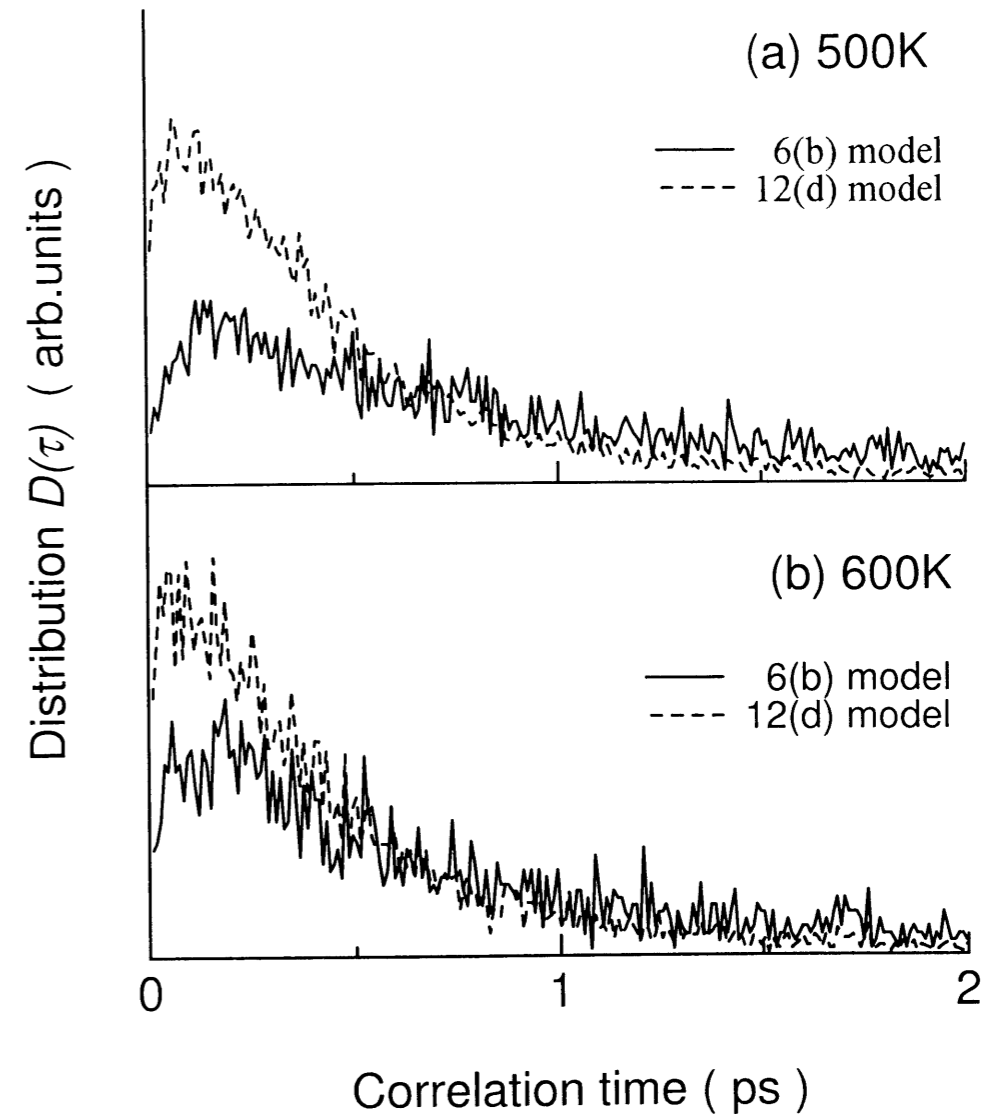 (a) 500K
6(b) model
12(d) model
Distribution D(τ) ( arb.units )
(b) 600K
6(b) model
12(d) model
0 1 2
Correlation time ( ps )